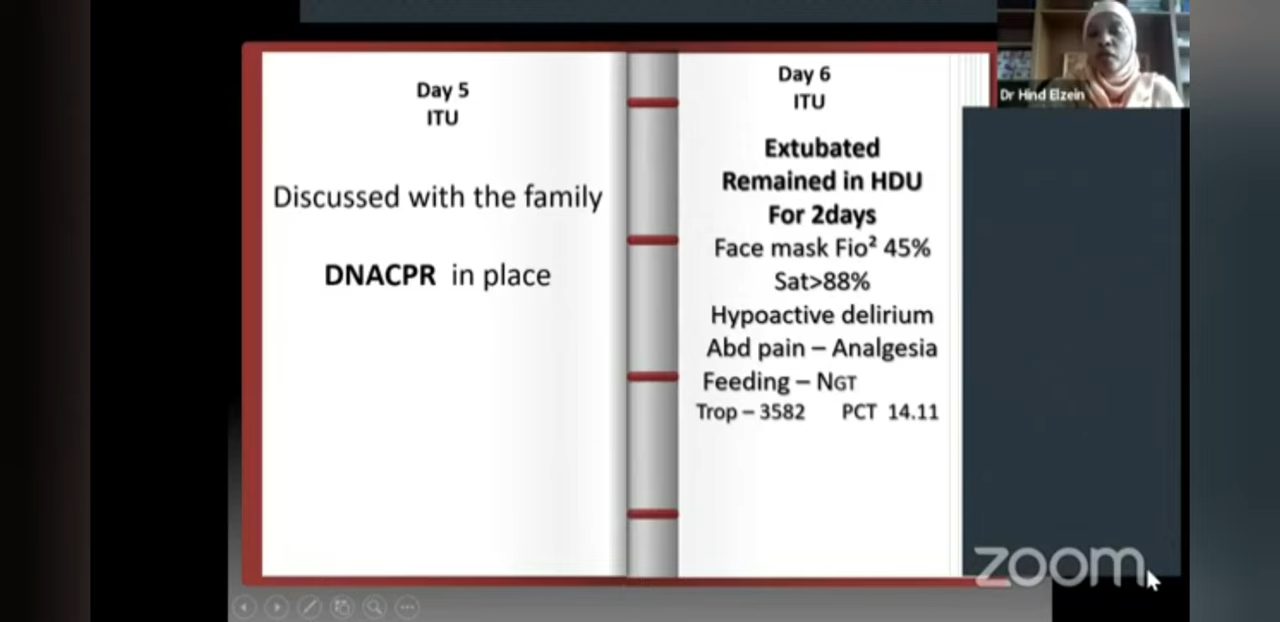 Day 5
ITU
Discussed with the family
DNACPR in place
Day 6
ITU
Extubated
Remained in HDU
For 2days
Face mask Fio² 45%
Sat>88%
Hypoactive delirium
Abd pain – Analgesia
Feeding – NGT
Trop – 3582 PCT 14.11
Dr Hind Elzein
zoom